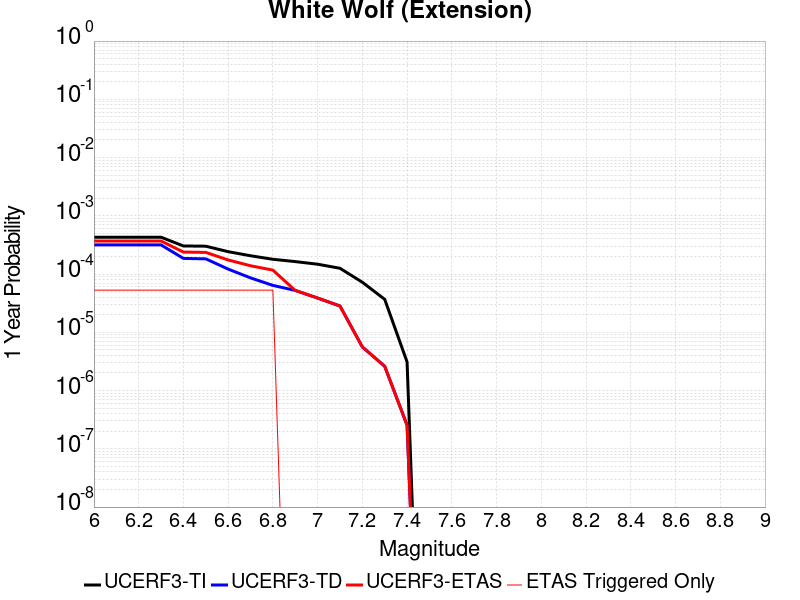 White Wolf (Extension)
10^0
10^-1
10^-2
10^-3
10^-4
10^-5
10^-6
10^-7
10^-8
1 Year Probability
6 6.2 6.4 6.6 6.8 7 7.2 7.4 7.6 7.8 8 8.2 8.4 8.6 8.8 9
Magnitude
UCERF3-TI UCERF3-TD UCERF3-ETAS ETAS Triggered Only